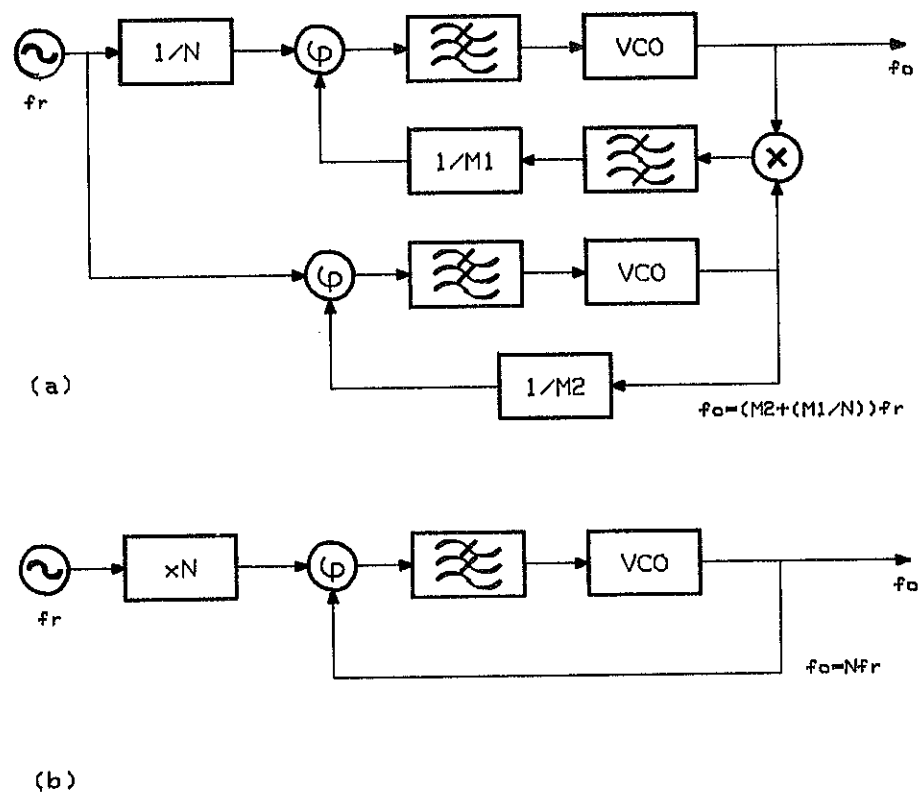 1/N
φ
VCO
fo
fr
1/M1
×
φ
VCO
1/M2
(a)
fo=(M2+(M1/N))fr
xN
φ
VCO
fo
fr
fo=Nfr
(b)